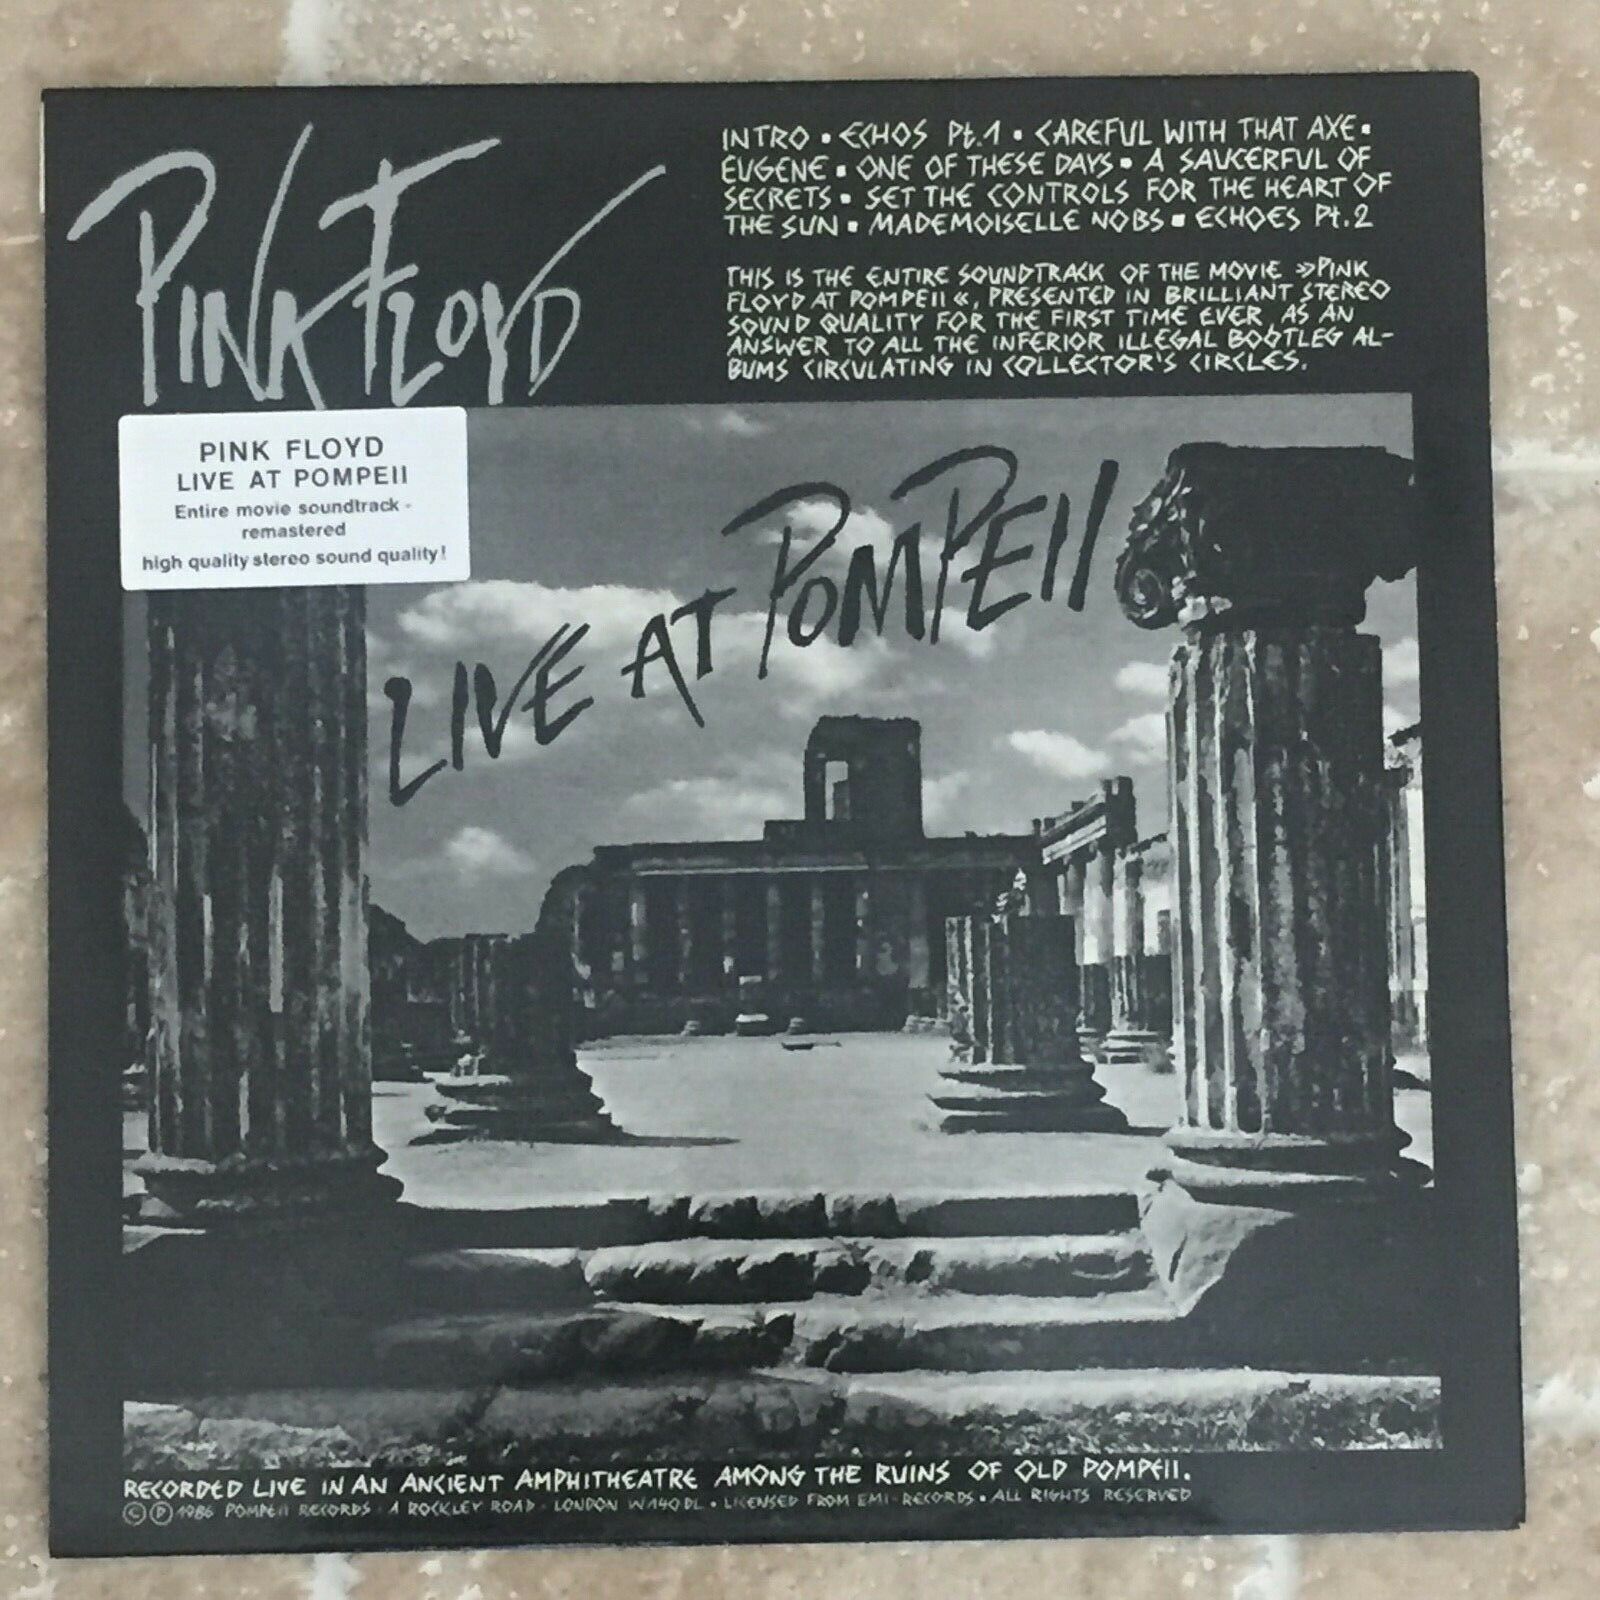 PINK FLOYD
INTRO ▪ ECHOS Pt.1 ▪ CAREFUL WITH THAT AXE ▪
EUGENE ▪ ONE OF THESE DAYS ▪ A SAUCERFUL OF
SECRETS ▪ SET THE CONTROLS FOR THE HEART OF
THE SUN ▪ MADEMOISELLE NOBS ▪ ECHOES Pt.2
THIS IS THE ENTIRE SOUNDTRACK OF THE MOVIE »PINK
FLOYD AT POMPEII«, PRESENTED IN BRILLIANT STEREO
SOUND QUALITY FOR THE FIRST TIME EVER AS AN
ANSWER TO ALL THE INFERIOR ILLEGAL BOOTLEG AL-
BUMS CIRCULATING IN COLLECTOR'S CIRCLES.
PINK FLOYD
LIVE AT POMPEII
Entire movie soundtrack -
remastered
high quality stereo sound quality!
LIVE AT POMPEII
RECORDED LIVE IN AN ANCIENT AMPHITHEATRE AMONG THE RUINS OF OLD POMPEII.
© ℗ 1986 POMPEII RECORDS · 1 ROCKLEY ROAD · LONDON W140DL • LICENSED FROM EMI-RECORDS • ALL RIGHTS RESERVED